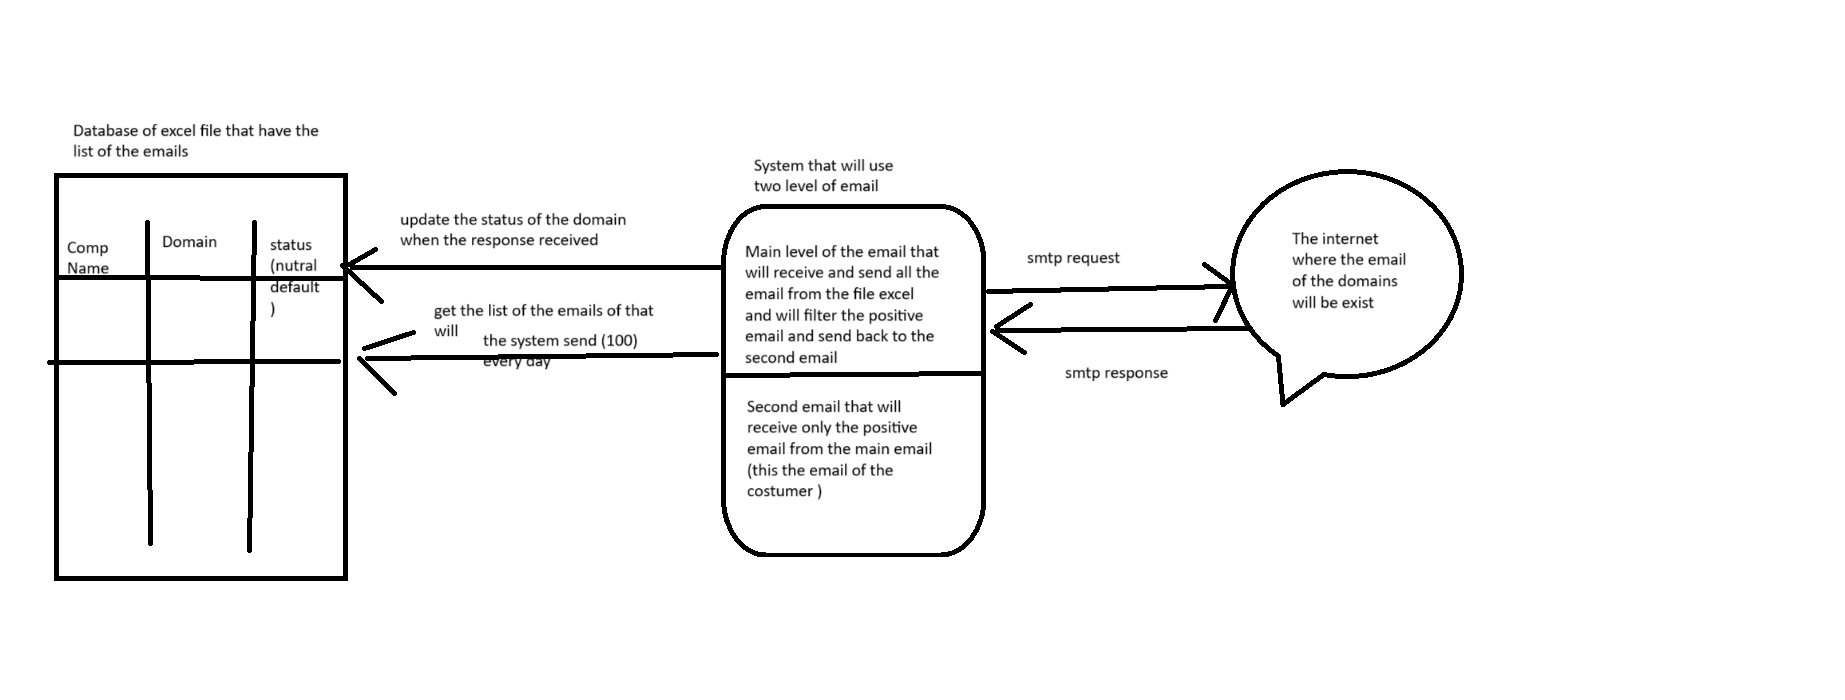 Database of excel file that have the
list of the emails
Comp
Name
Domain
status
(nutral
default
)
update the status of the domain
when the response received
get the list of the emails of that
will
the system send (100)
every day
System that will use
two level of email
Main level of the email that
will receive and send all the
email from the file excel
and will filter the positive
email and send back to the
second email
Second email that will
receive only the positive
email from the main email
(this the email of the
costumer )
smtp request
smtp response
The internet
where the email
of the domains
will be exist